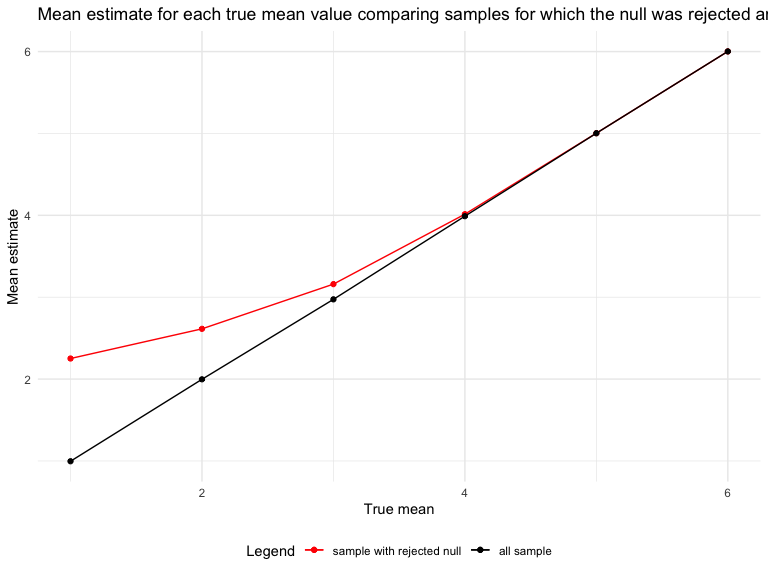 Mean estimate for each true mean value comparing samples for which the null was rejected
6
4
2
Mean estimate
2
4
6
True mean
Legend
sample with rejected null
all sample